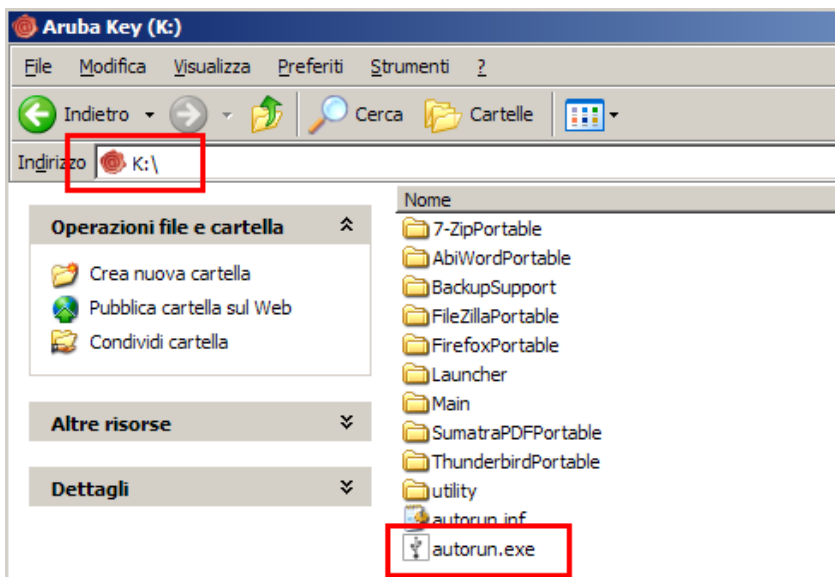 Aruba Key (K:)
File Modifica Visualizza Preferiti Strumenti ?
Indietro Cerca Cartelle
Indirizzo K:\
Operazioni file e cartella
Crea nuova cartella
Pubblica cartella sul Web
Condividi cartella
Altre risorse
Dettagli
Nome
7-ZipPortable
AbiWordPortable
BackupSupport
FileZillaPortable
FirefoxPortable
Launcher
Main
SumatraPDFPortable
ThunderbirdPortable
utility
autorun.inf
autorun.exe